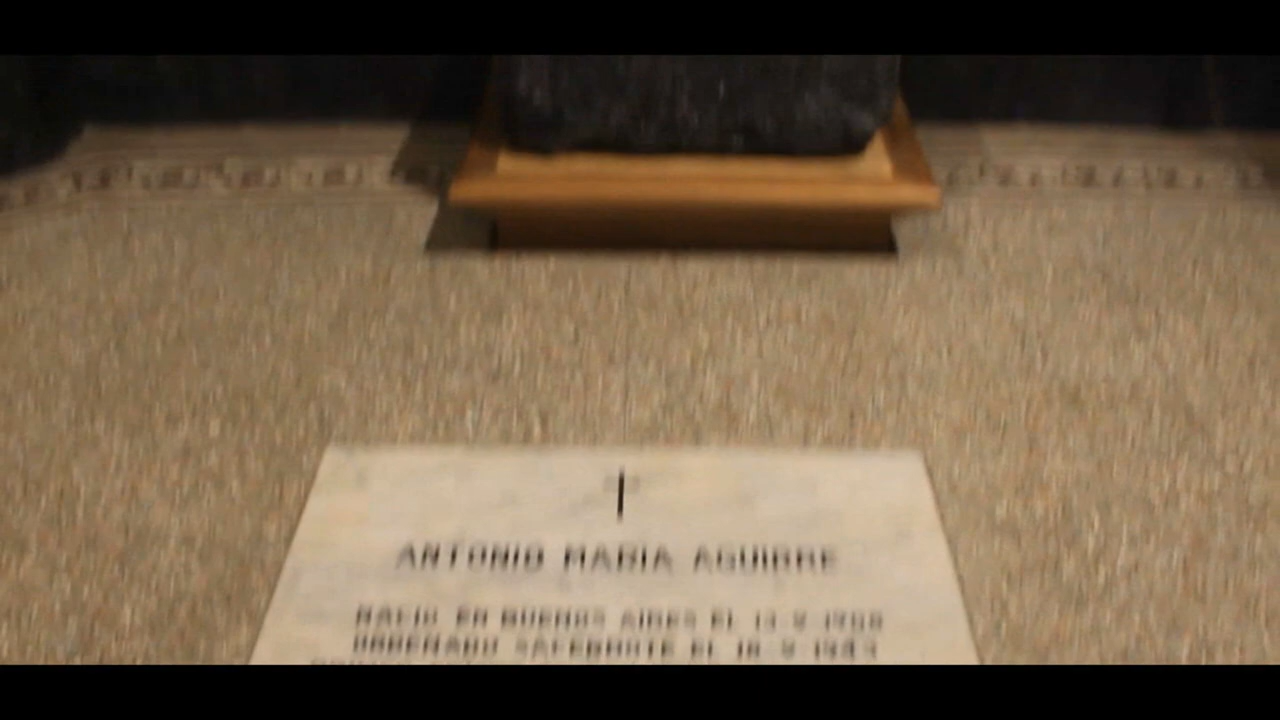 ANTONIO MARIA AGUIRRE
NACIO EN BUENOS AIRES EL
ORDENADO SACERDOTE EL